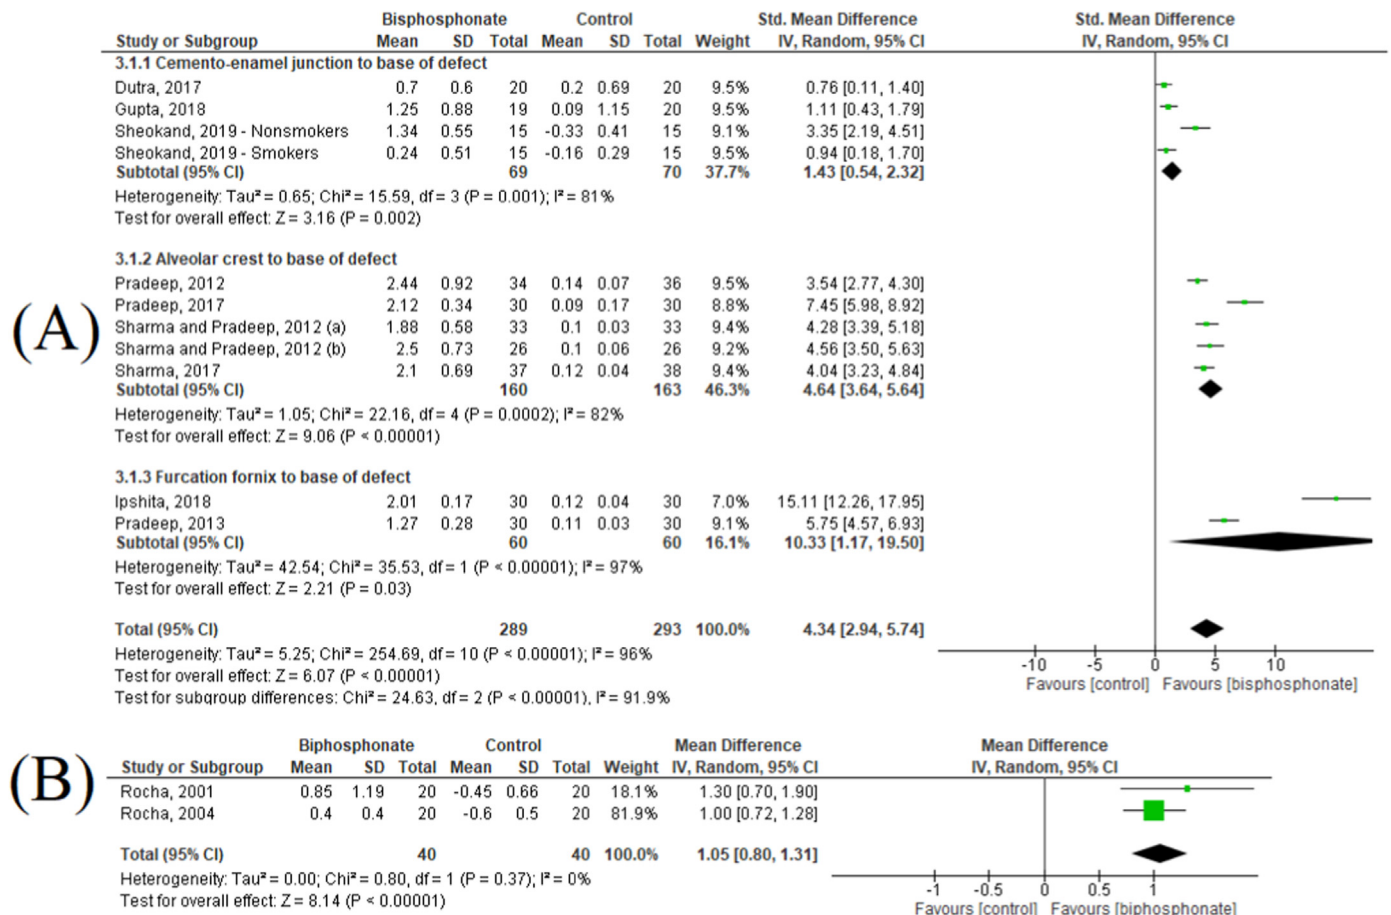 (A)
Bisphosphonate Control Std. Mean Difference Std. Mean Difference
Study or Subgroup Mean SD Total Mean SD Total Weight IV, Random, 95% CI IV, Random, 95% CI
3.1.1 Cemento-enamel junction to base of defect
Dutra, 2017 0.7 0.6 20 0.2 0.69 20 9.5% 0.76 [0.11, 1.40]
Gupta, 2018 1.25 0.88 19 0.09 1.15 20 9.5% 1.11 [0.43, 1.79]
Sheokand, 2019 - Nonsmokers 1.34 0.55 15 -0.33 0.41 15 9.1% 3.35 [2.19, 4.51]
Sheokand, 2019 - Smokers 0.24 0.51 15 -0.16 0.29 15 9.5% 0.94 [0.18, 1.70]
Subtotal (95% CI) 69 70 37.7% 1.43 [0.54, 2.32]
Heterogeneity: Tau² = 0.65; Chi² = 15.59, df = 3 (P = 0.001); I² = 81%
Test for overall effect: Z = 3.16 (P = 0.002)
3.1.2 Alveolar crest to base of defect
Pradeep, 2012 2.44 0.92 34 0.14 0.07 36 9.5% 3.54 [2.77, 4.30]
Pradeep, 2017 2.12 0.34 30 0.09 0.17 30 8.8% 7.45 [5.98, 8.92]
Sharma and Pradeep, 2012 (a) 1.88 0.58 33 0.1 0.03 33 9.4% 4.28 [3.39, 5.18]
Sharma and Pradeep, 2012 (b) 2.5 0.73 26 0.1 0.06 26 9.2% 4.56 [3.50, 5.63]
Sharma, 2017 2.1 0.69 37 0.12 0.04 38 9.4% 4.04 [3.23, 4.84]
Subtotal (95% CI) 160 163 46.3% 4.64 [3.64, 5.64]
Heterogeneity: Tau² = 1.05; Chi² = 22.16, df = 4 (P = 0.0002); I² = 82%
Test for overall effect: Z = 9.06 (P < 0.00001)
3.1.3 Furcation fornix to base of defect
Ipshita, 2018 2.01 0.17 30 0.12 0.04 30 7.0% 15.11 [12.26, 17.95]
Pradeep, 2013 1.27 0.28 30 0.11 0.03 30 9.1% 5.75 [4.57, 6.93]
Subtotal (95% CI) 60 60 16.1% 10.33 [1.17, 19.50]
Heterogeneity: Tau² = 42.54; Chi² = 35.53, df = 1 (P < 0.00001); I² = 97%
Test for overall effect: Z = 2.21 (P = 0.03)
Total (95% CI) 289 293 100.0% 4.34 [2.94, 5.74]
Heterogeneity: Tau² = 5.25; Chi² = 254.69, df = 10 (P < 0.00001); I² = 96%
Test for overall effect: Z = 6.07 (P < 0.00001)
Test for subgroup differences: Chi² = 24.63, df = 2 (P < 0.00001), I² = 91.9%
-10 -5 0 5 10
Favours [control] Favours [bisphosphonate]
(B)
Biphosphonate Control Mean Difference Mean Difference
Study or Subgroup Mean SD Total Mean SD Total Weight IV, Random, 95% CI IV, Random, 95% CI
Rocha, 2001 0.85 1.19 20 -0.45 0.66 20 18.1% 1.30 [0.70, 1.90]
Rocha, 2004 0.4 0.4 20 -0.6 0.5 20 81.9% 1.00 [0.72, 1.28]
Total (95% CI) 40 40 100.0% 1.05 [0.80, 1.31]
Heterogeneity: Tau² = 0.00; Chi² = 0.80, df = 1 (P = 0.37); I² = 0%
Test for overall effect: Z = 8.14 (P < 0.00001)
-1 -0.5 0 0.5 1
Favours [control] Favours [biphosphonate]